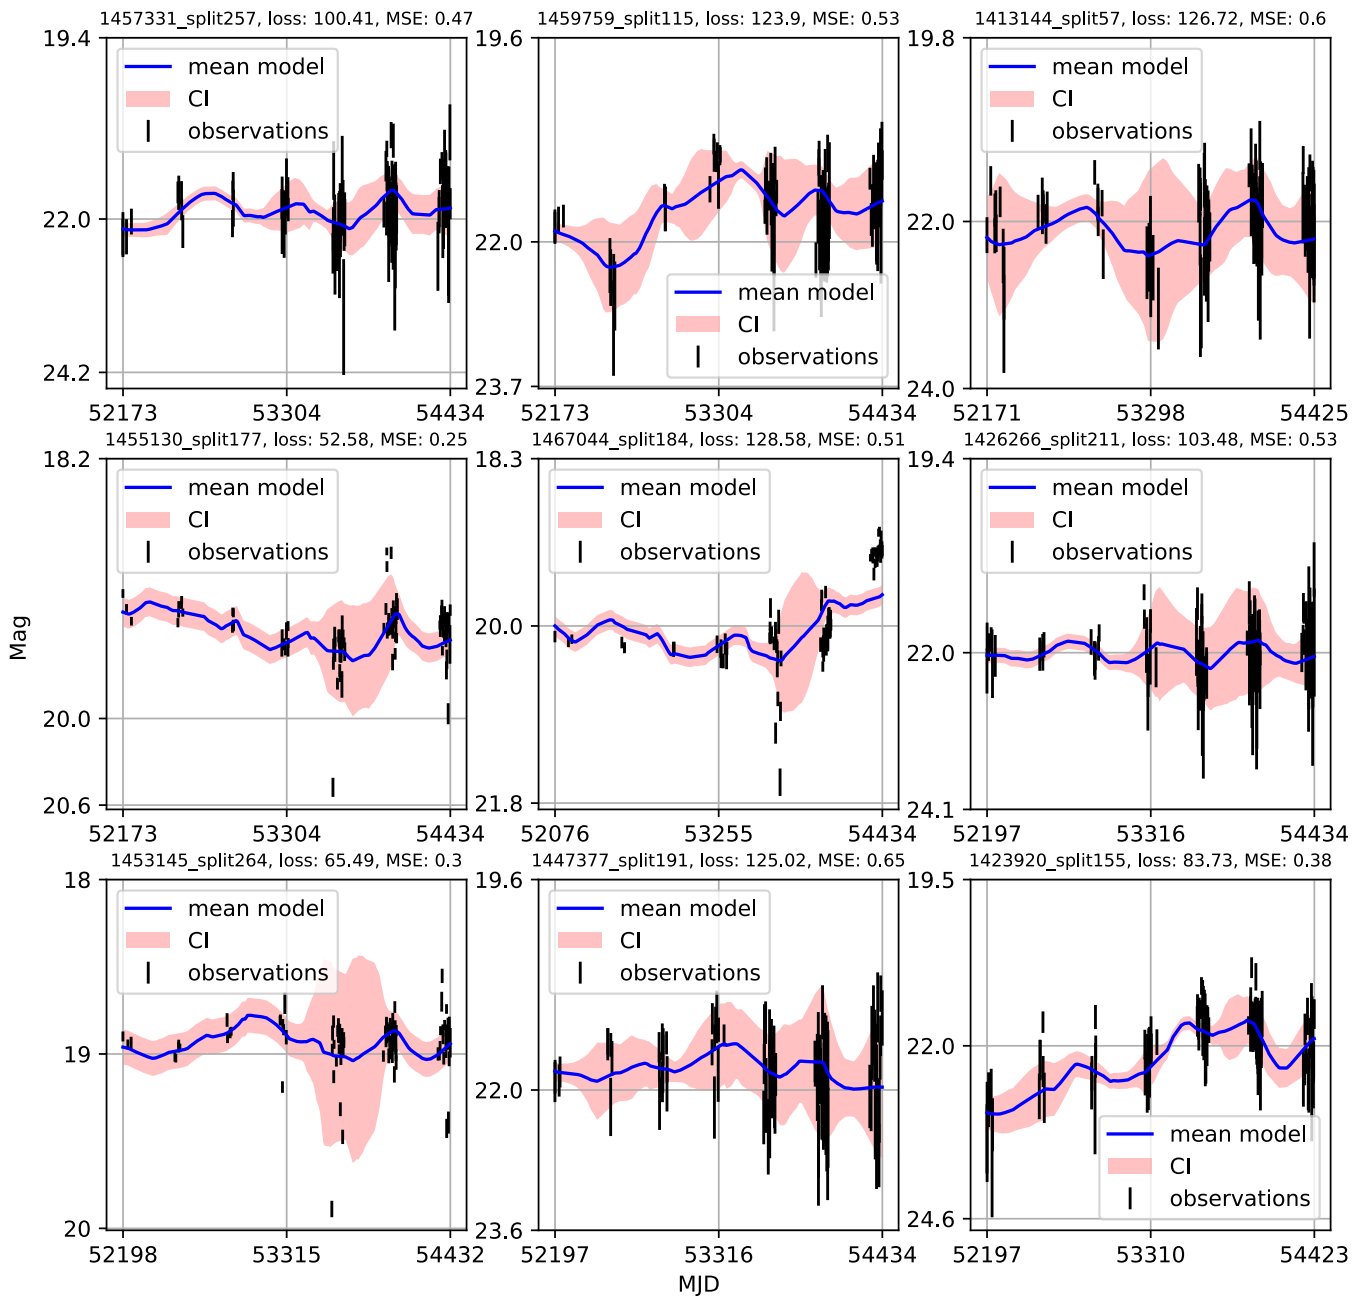 1457331_split257, loss: 100.41, MSE: 0.47
19.4
22.0
24.2
mean model
CI
observations
52173
53304
54434
1459759_split115, loss: 123.9, MSE: 0.53
19.6
22.0
23.7
mean model
CI
observations
52173
53304
54434
1413144_split57, loss: 126.72, MSE: 0.6
19.8
22.0
24.0
mean model
CI
observations
52171
53298
54425
Mag
1455130_split177, loss: 52.58, MSE: 0.25
18.2
20.0
20.6
mean model
CI
observations
52173
53304
54434
1467044_split184, loss: 128.58, MSE: 0.51
18.3
20.0
21.8
mean model
CI
observations
52076
53255
54434
1426266_split211, loss: 103.48, MSE: 0.53
19.4
22.0
24.1
mean model
CI
observations
52197
53316
54434
1453145_split264, loss: 65.49, MSE: 0.3
18
19
20
mean model
CI
observations
52198
53315
54432
1447377_split191, loss: 125.02, MSE: 0.65
19.6
22.0
23.6
mean model
CI
observations
52197
53316
54434
1423920_split155, loss: 83.73, MSE: 0.38
19.5
22.0
24.6
mean model
CI
observations
52197
53310
54423
MJD